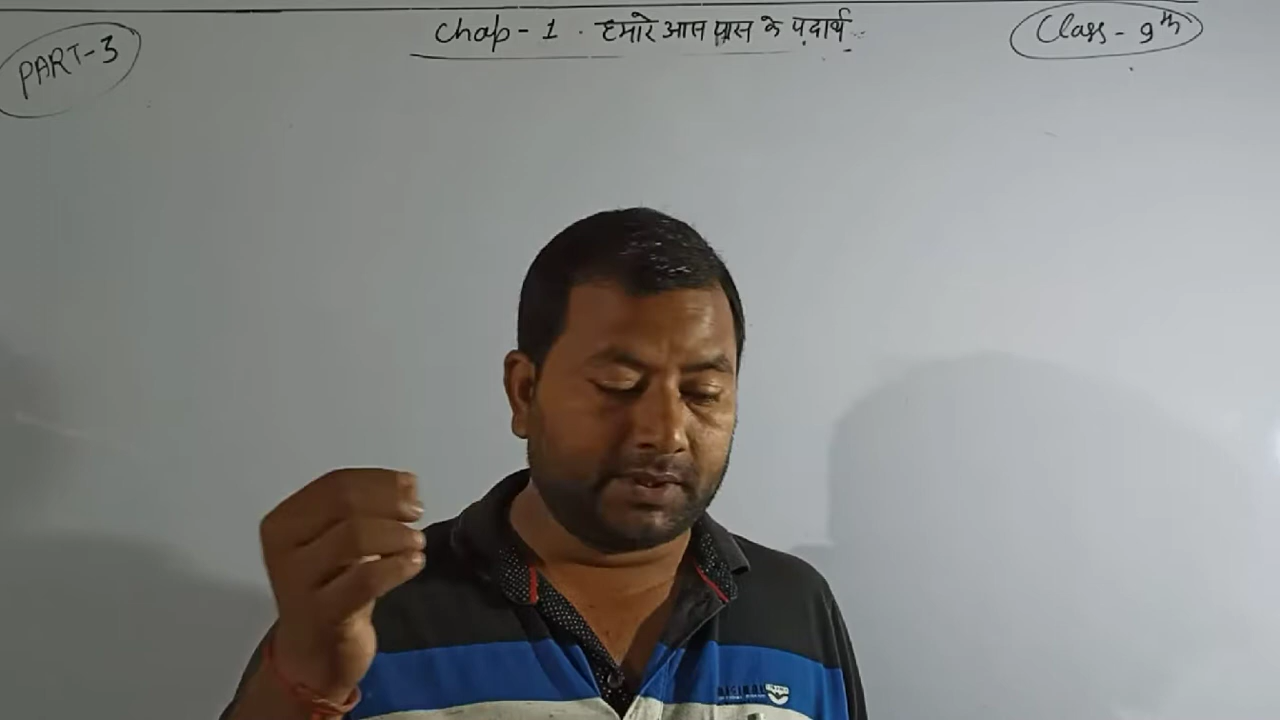 PART-3
Chap - 1 . हमारे आस पास के पदार्थ
Class - 9th